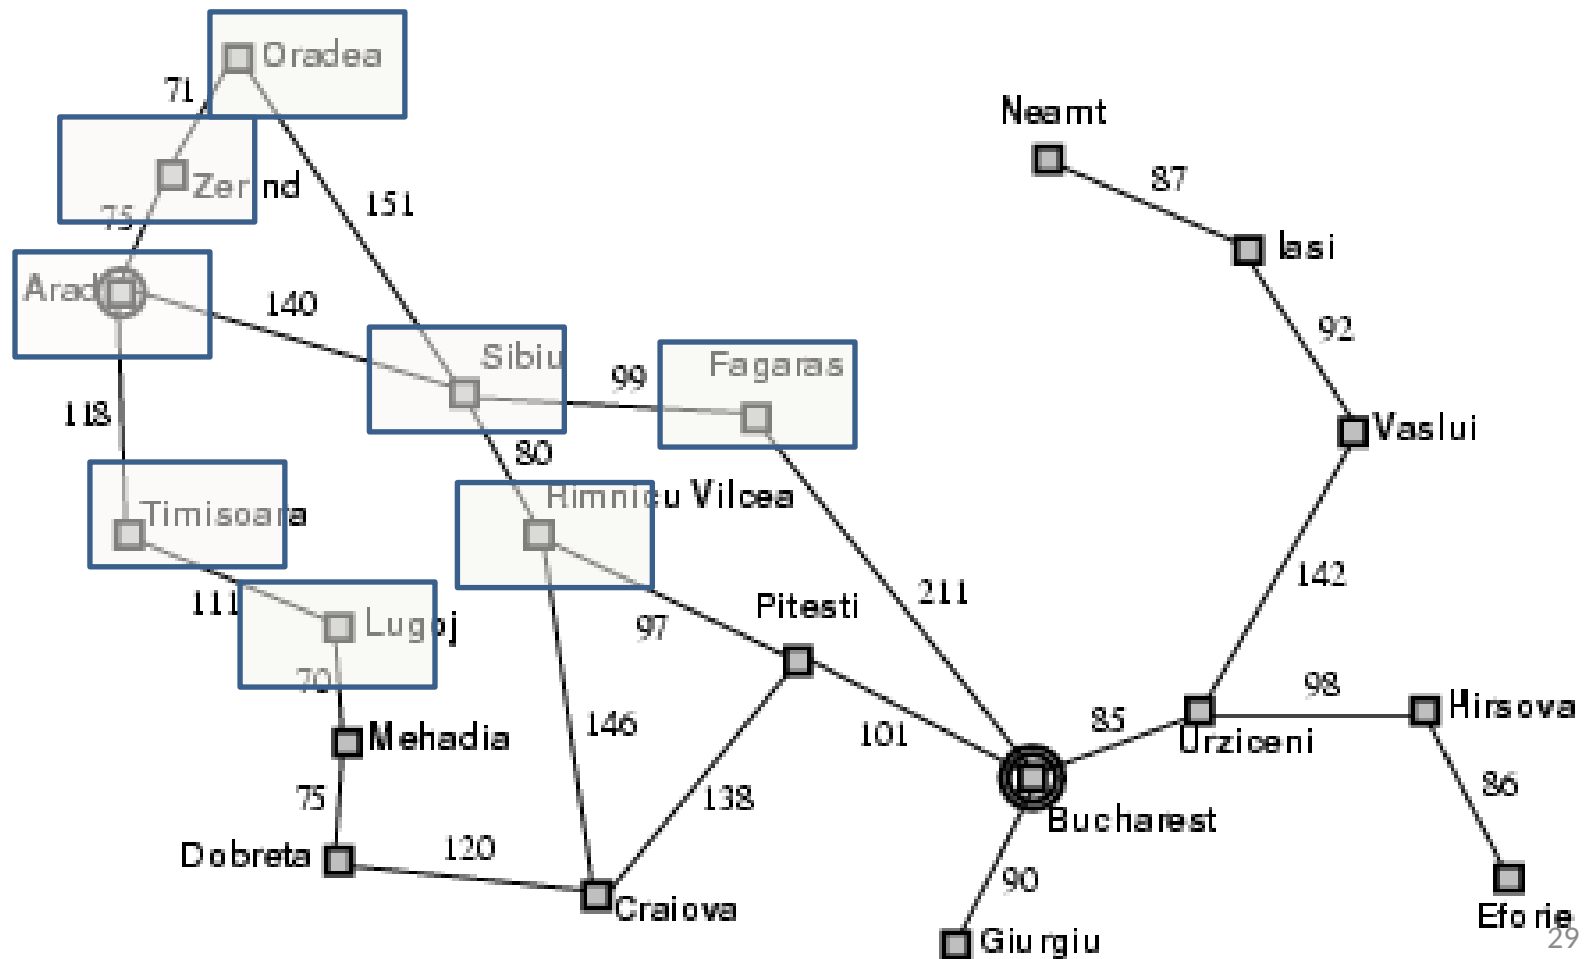 Oradea
71
Neamt
87
Zerind
151
75
Iasi
Arad
140
92
Sibiu
Fagaras
99
118
Vaslui
80
Rimnicu Vilcea
Timisoara
142
111
211
Pitesti
Lugoj
97
70
98
Hirsova
85
146
101
Mehadia
Urziceni
75
138
86
Bucharest
120
Dobreta
90
Craiova
Eforie
Giurgiu
29